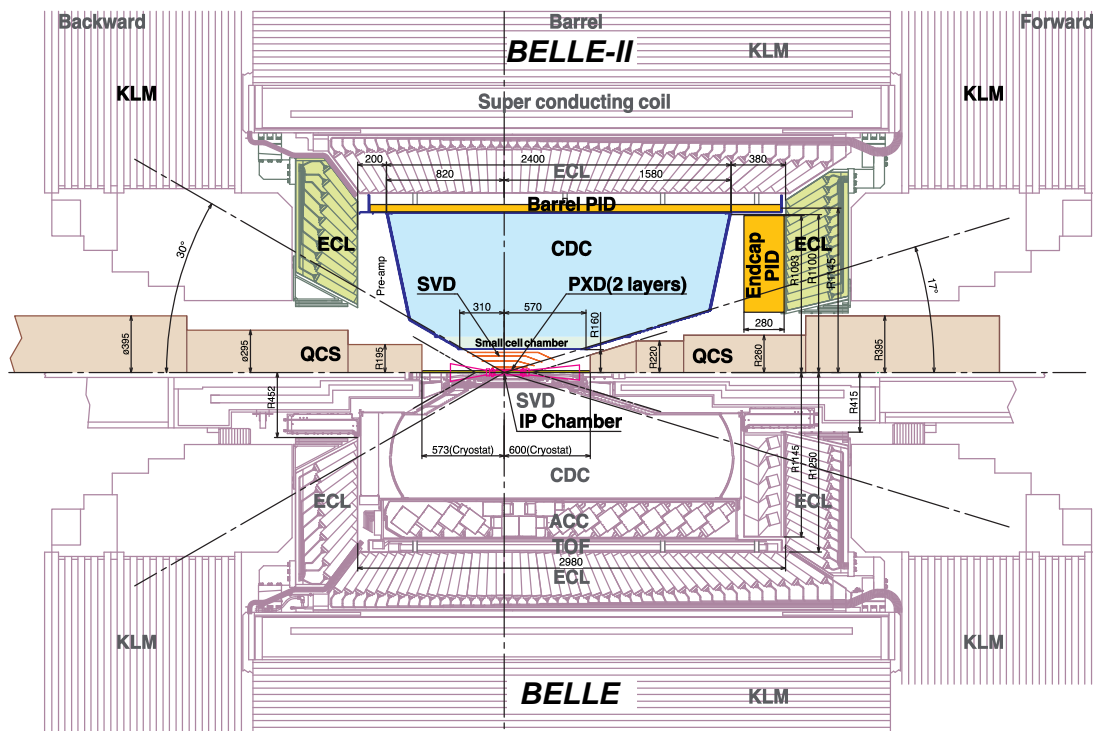 Backward
Barrel
Forward
BELLE-II
KLM
KLM
KLM
Super conducting coil
200
2400
380
ECL
820
1580
Barrel PID
ECL
CDC
Endcap PID
ECL
30°
Pre-amp
SVD
PXD(2 layers)
R1093
R1100
R1145
17°
310
570
280
R160
Small cell chamber
ø395
ø295
QCS
R195
R220
QCS
R260
R395
R452
SVD
IP Chamber
R415
573(Cryostat)
600(Cryostat)
R1145
R1250
CDC
ECL
ECL
ACC
TOF
2980
ECL
KLM
KLM
BELLE
KLM